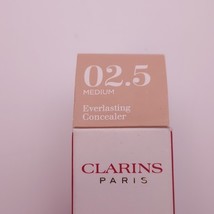 02.5
MEDIUM
Everlasting
Concealer
CLARINS
PARIS